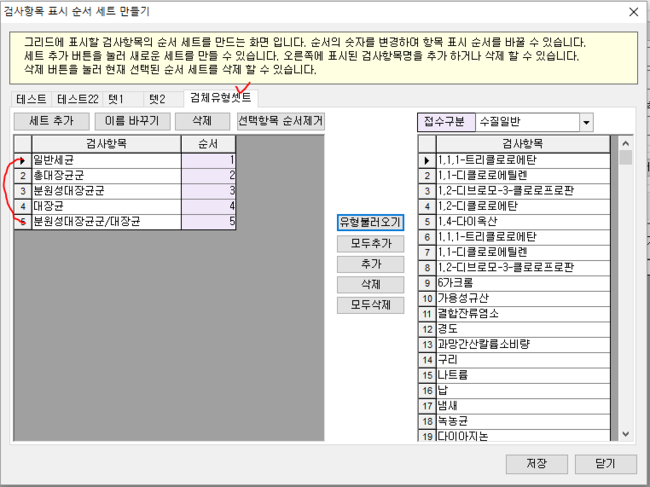 검사항목 표시 순서 세트 만들기
그리드에 표시할 검사항목의 순서 세트를 만드는 화면 입니다. 순서의 숫자를 변경하며 항목 표시 순서를 바꿀 수 있습니다.
세트 추가 버튼을 눌러 새로운 세트를 만들 수 있습니다. 오른쪽에 표시된 검사항목명을 추가 하거나 삭제 할 수 있습니다.
삭제 버튼을 눌러 현재 선택된 순서 세트를 삭제 할 수 있습니다.
테스트 테스트22 텟1 텟2 검체유형셋트
세트 추가 이름 바꾸기 삭제 선택항목 순서제거
검사항목 순서
일반세균 1
2 총대장균군 2
3 분원성대장균군 3
4 대장균 4
5 분원성대장균군/대장균 5
유형불러오기
모두추가
추가
삭제
모두삭제
접수구분 수질일반
검사항목
1,1,1-트리클로로에탄
2 1,1-디클로로에틸렌
3 1,2-디브로모-3-클로로프로판
4 1,2-디클로로에탄
5 1,4-다이옥산
6 1,1,1-트리클로로에탄
7 1,1-디클로로에틸렌
8 1,2-디브로모-3-클로로프로판
9 6가크롬
10 가용성규산
11 결합잔류염소
12 경도
13 과망간산칼륨소비량
14 구리
15 나트륨
16 납
17 냄새
18 녹농균
19 다이아지논
저장 닫기